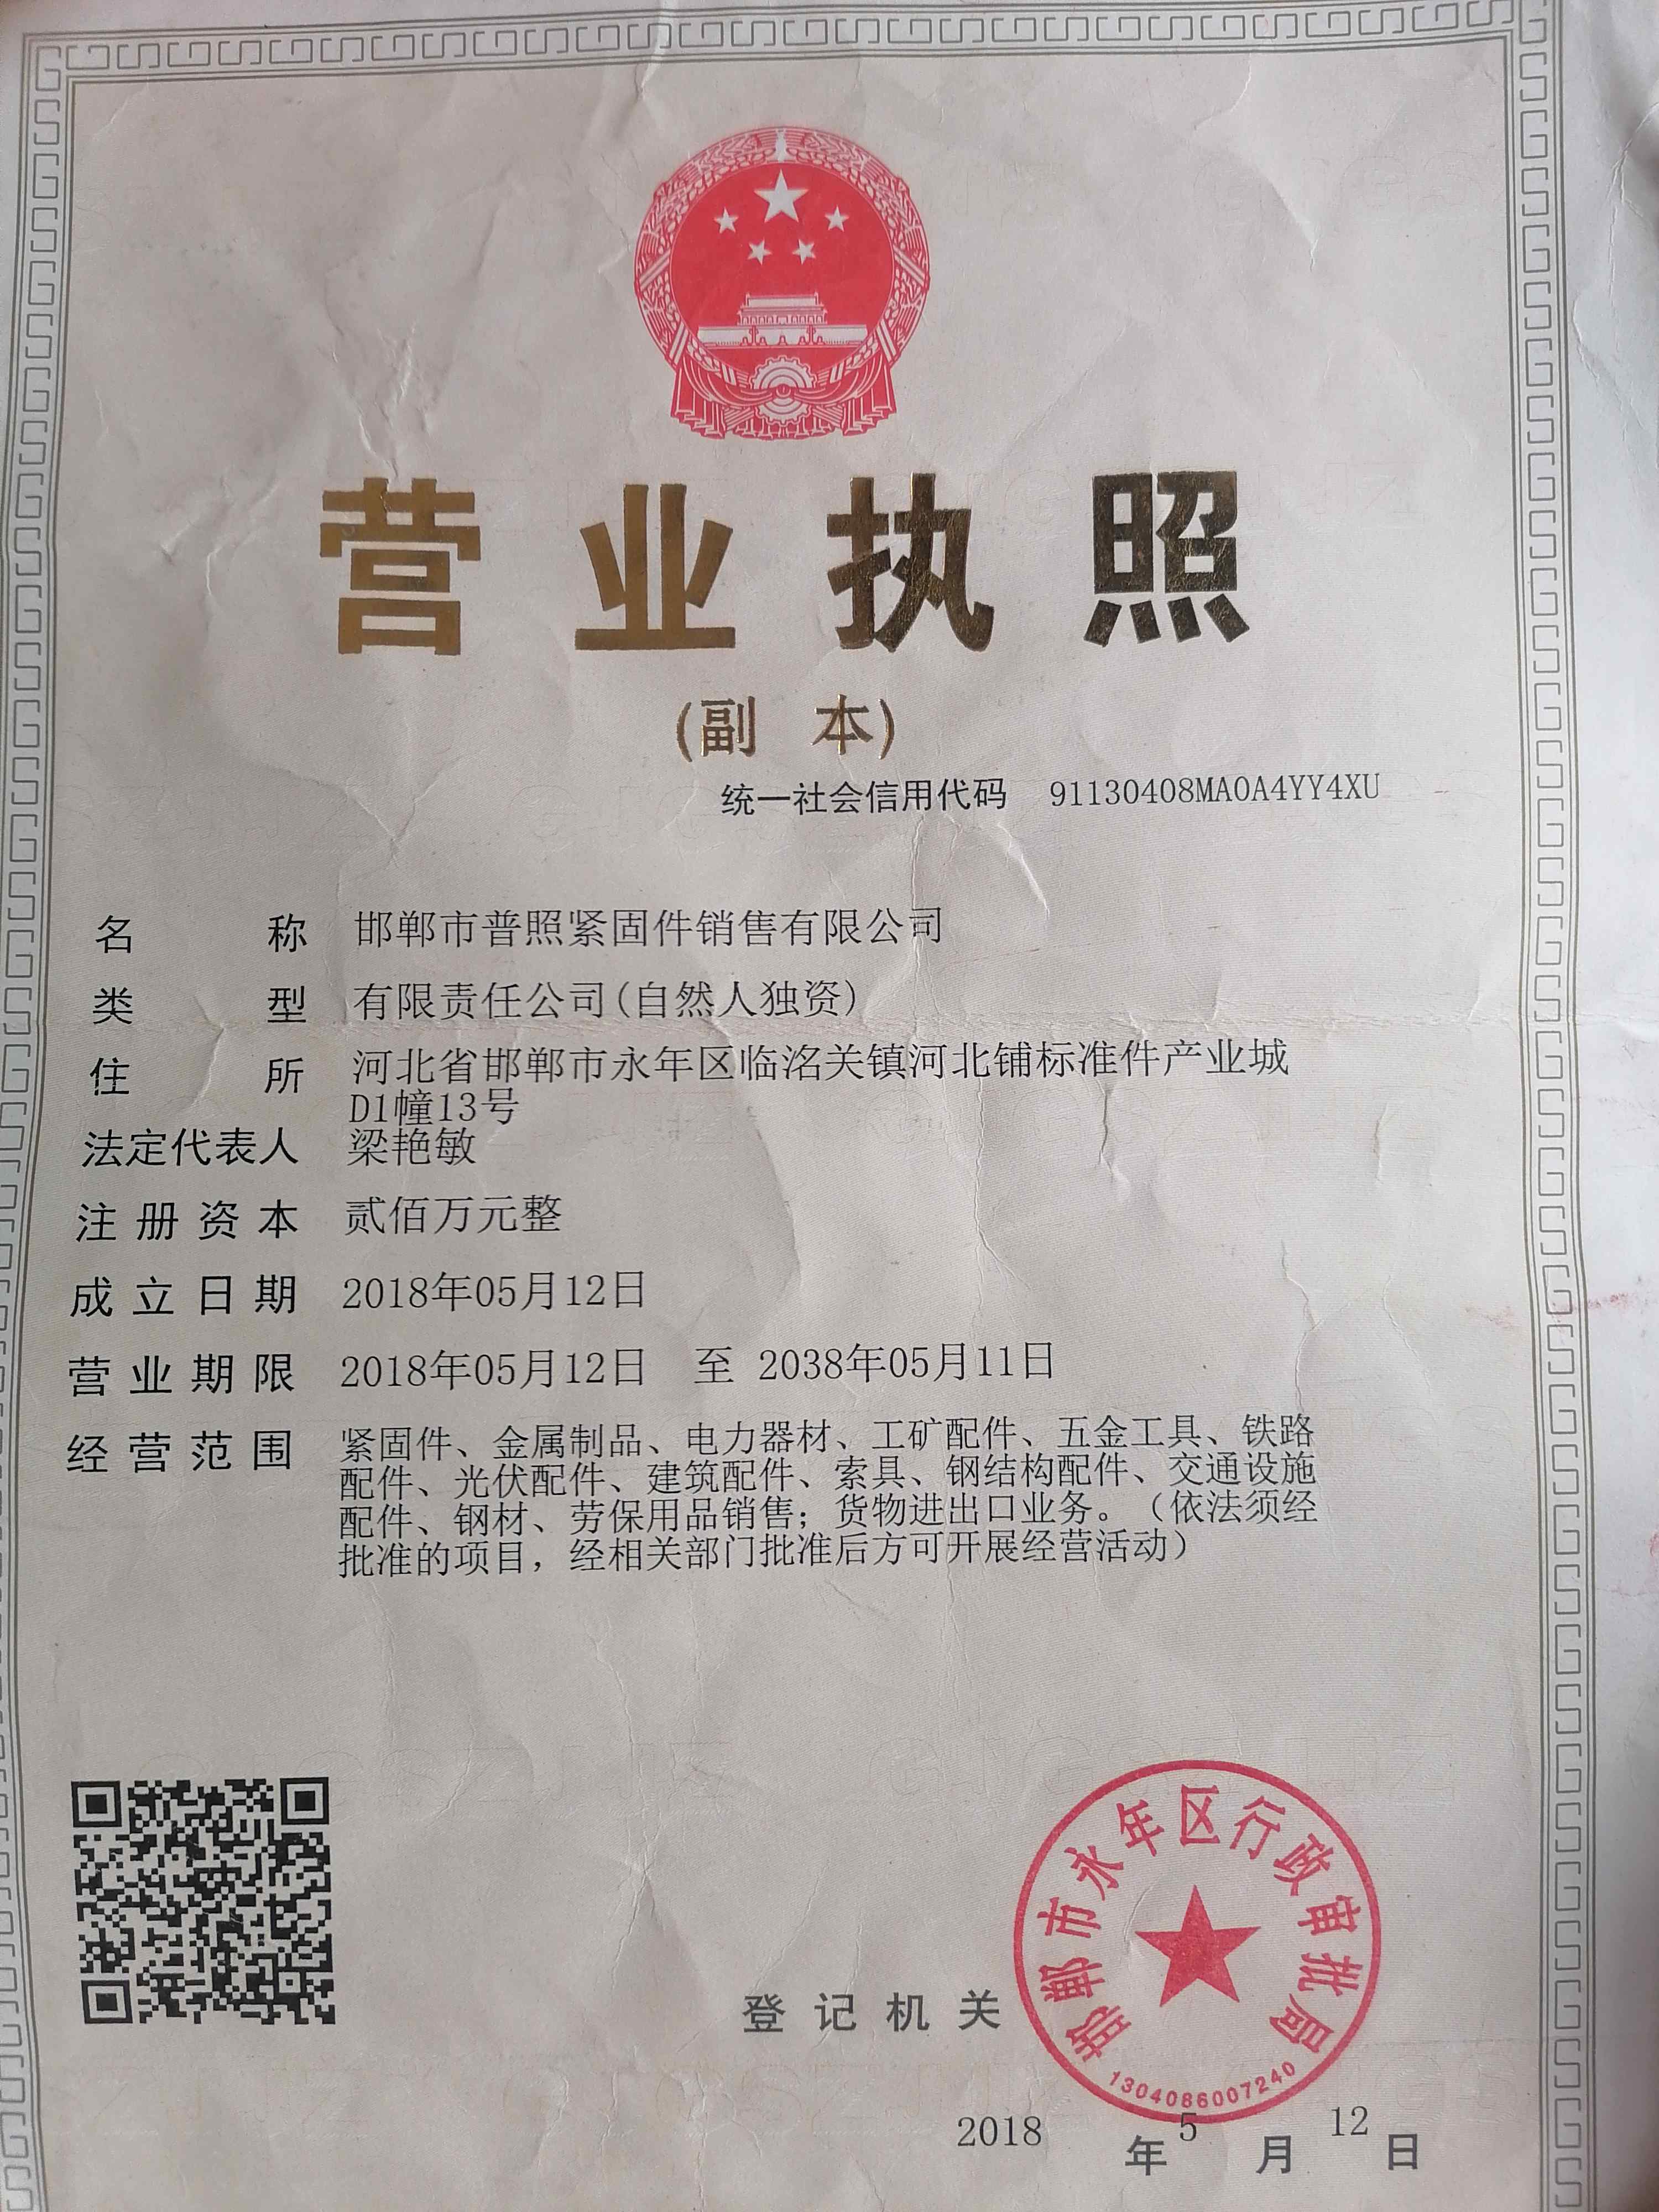 营业执照
(副 本)
统一社会信用代码 91130408MA0A4YY4XU
名 称 邯郸市普照紧固件销售有限公司
类 型 有限责任公司(自然人独资)
住 所 河北省邯郸市永年区临洺关镇河北铺标准件产业城
D1幢13号
法定代表人 梁艳敏
注册资本 贰佰万元整
成立日期 2018年05月12日
营业期限 2018年05月12日 至 2038年05月11日
经营范围 紧固件、金属制品、电力器材、工矿配件、五金工具、铁路
配件、光伏配件、建筑配件、索具、钢结构配件、交通设施
配件、钢材、劳保用品销售；货物进出口业务。（依法须经
批准的项目，经相关部门批准后方可开展经营活动）
邯郸市永年区行政审批局
登记机关
1304086007240
2018年5月12日